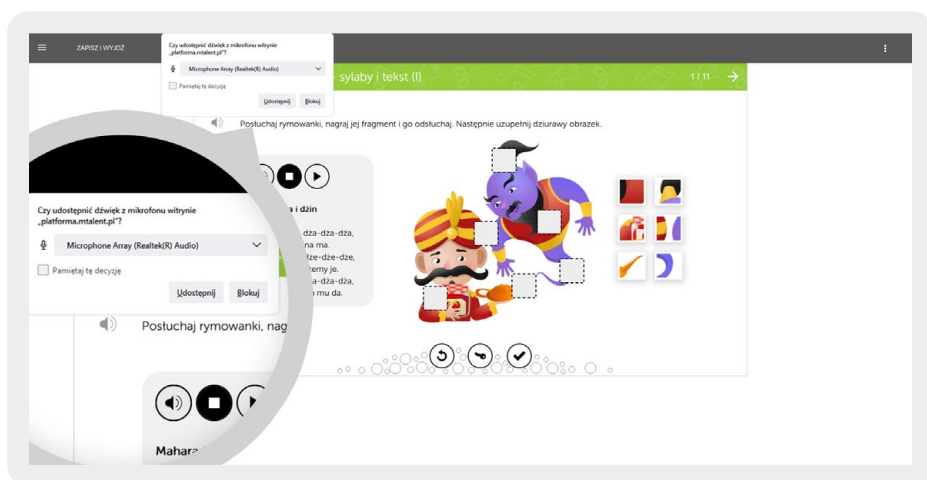 ZAPISZ I WYJDŹ
Czy udostępnić dźwięk z mikrofonu witrynie
„platforma.mtalent.pl”?
Microphone Array (Realtek(R) Audio)
Pamiętaj tę decyzję
Udostępnij Blokuj
sylaby i tekst (I)
1 / 11
Posłuchaj rymowanki, nagraj jej fragment i go odsłuchaj. Następnie uzupełnij dziurawy obrazek.
i dżin
dża-dża-dża,
ma.
dże-dże-dże,
je.
dża-dża,
mu da.
Czy udostępnić dźwięk z mikrofonu witrynie
„platforma.mtalent.pl”?
Microphone Array (Realtek(R) Audio)
Pamiętaj tę decyzję
Udostępnij Blokuj
Posłuchaj rymowanki, nag
Mahara